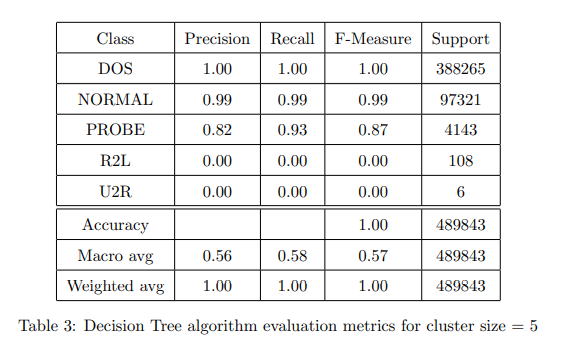 Class Precision Recall F-Measure Support
DOS 1.00 1.00 1.00 388265
NORMAL 0.99 0.99 0.99 97321
PROBE 0.82 0.93 0.87 4143
R2L 0.00 0.00 0.00 108
U2R 0.00 0.00 0.00 6
Accuracy 1.00 489843
Macro avg 0.56 0.58 0.57 489843
Weighted avg 1.00 1.00 1.00 489843
Table 3: Decision Tree algorithm evaluation metrics for cluster size = 5